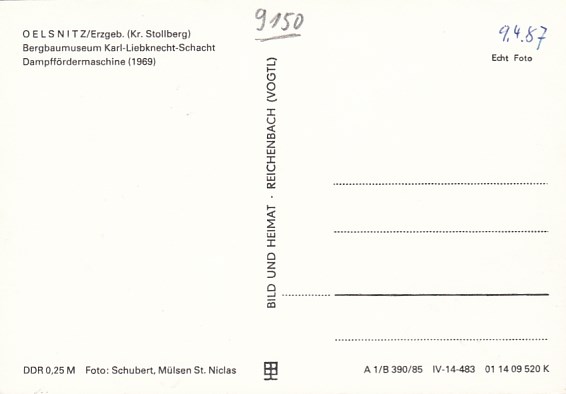 9150
OELSNITZ/Erzgeb. (Kr. Stollberg)
Bergbaumuseum Karl-Liebknecht-Schacht
Dampffördermaschine (1969)
9.4.87
Echt Foto
BILD UND HEIMAT · REICHENBACH (VOGTL)
DDR 0,25 M Foto: Schubert, Mülsen St. Niclas
A 1/B 390/85 IV-14-483 01 14 09 520 K